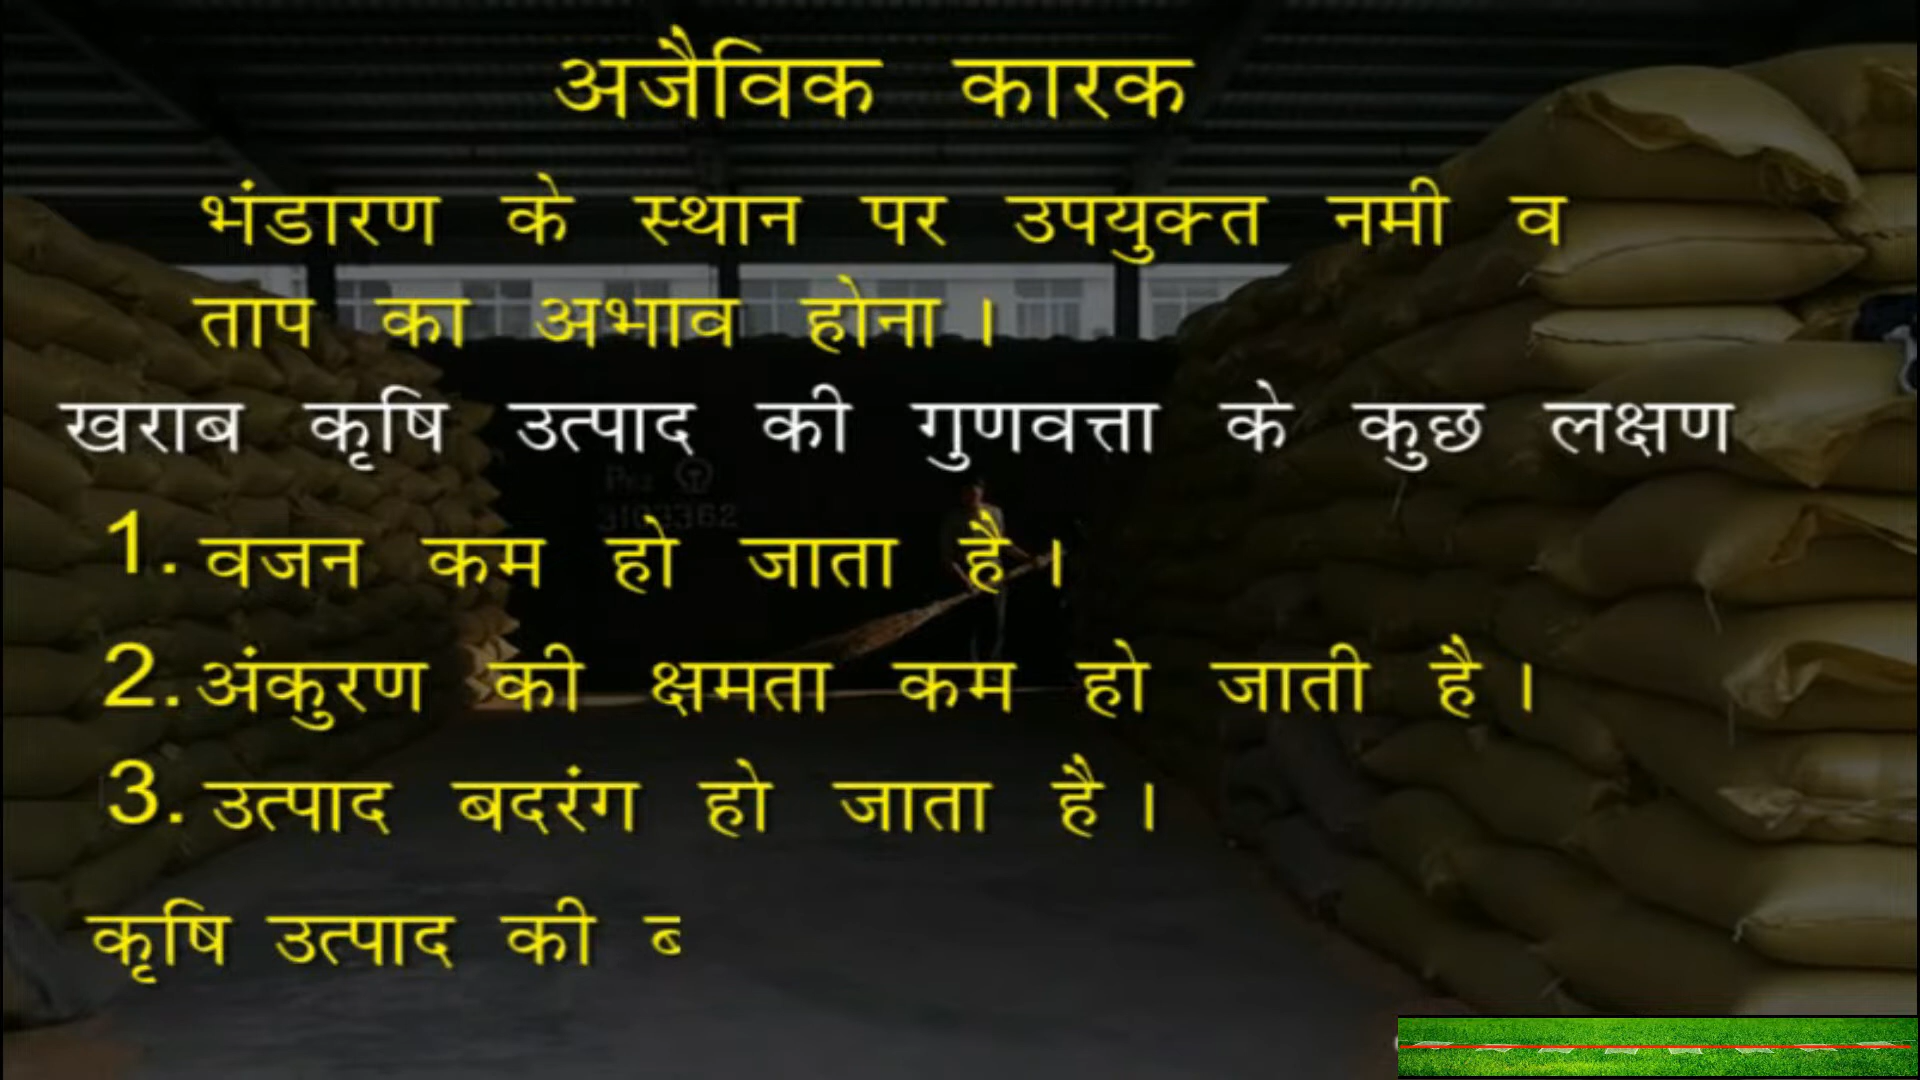 अजैविक कारक
भंडारण के स्थान पर उपयुक्त नमी व
ताप का अभाव होना।
खराब कृषि उत्पाद की गुणवत्ता के कुछ लक्षण
1. वजन कम हो जाता है।
2. अंकुरण की क्षमता कम हो जाती है।
3. उत्पाद बदरंग हो जाता है।
कृषि उत्पाद की